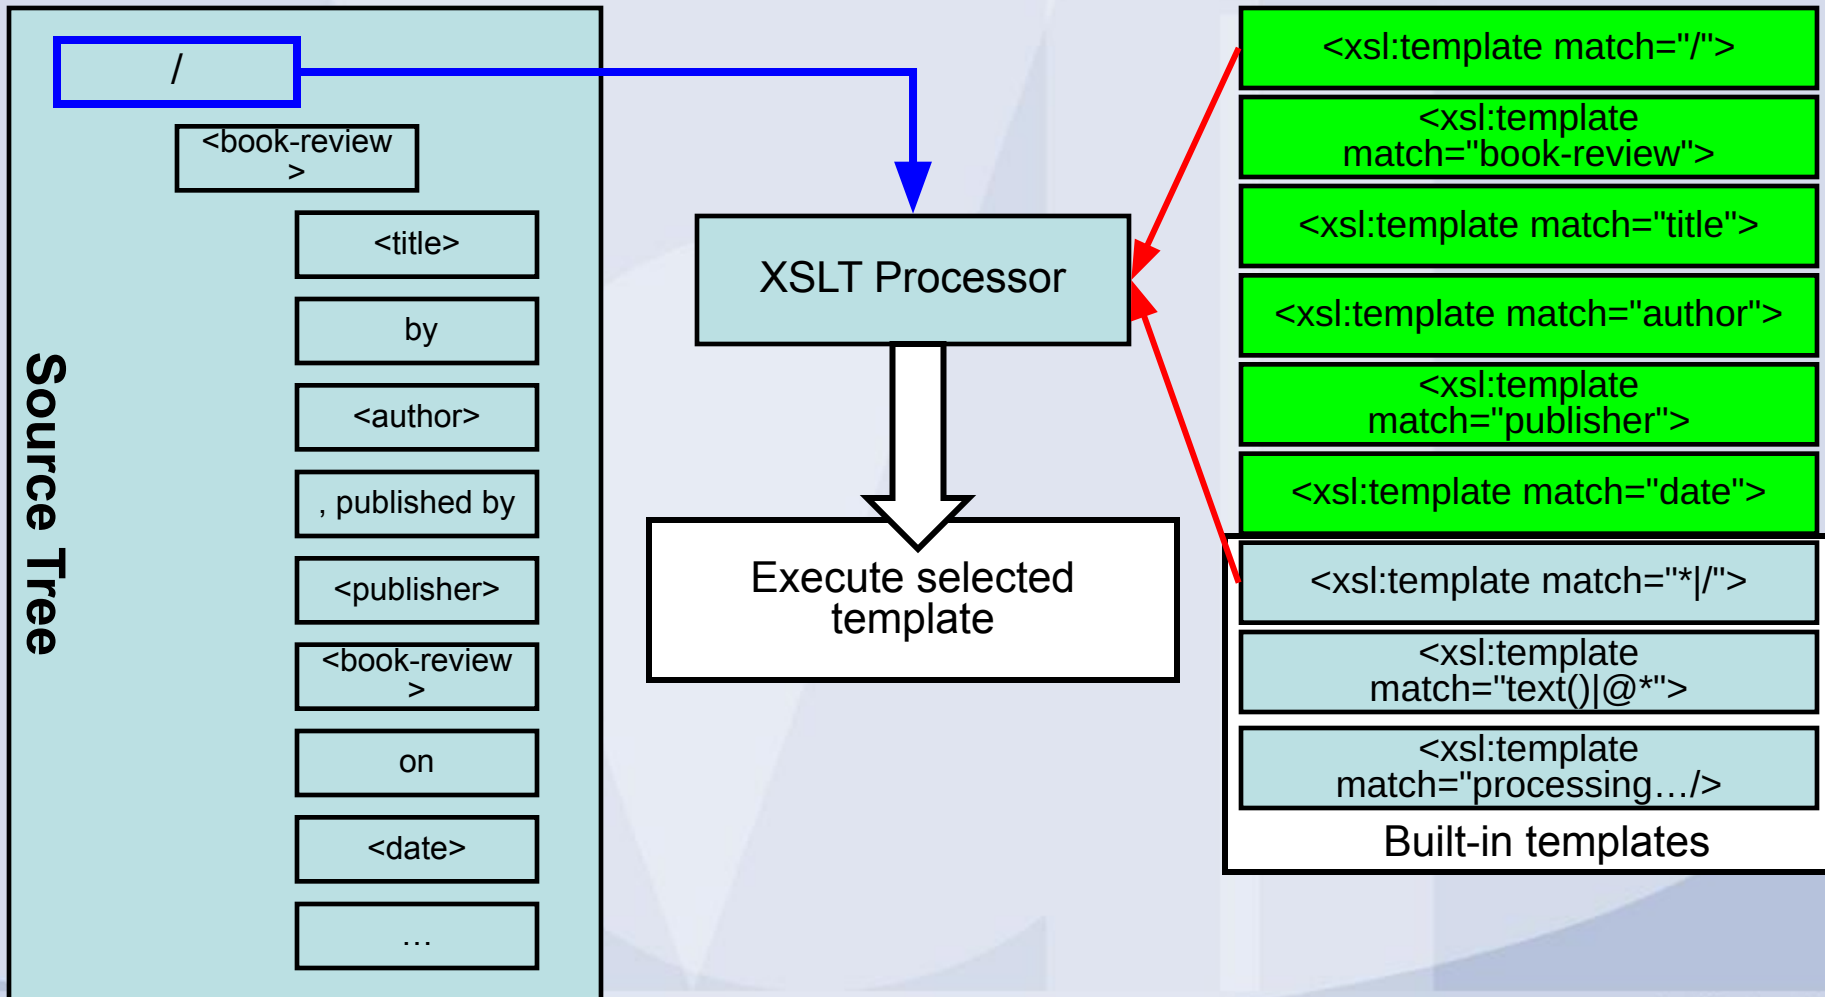 Source Tree
/
<book-review
>
<title>
by
<author>
, published by
<publisher>
<book-review
>
on
<date>
…
XSLT Processor
Execute selected
template
<xsl:template match="/">
<xsl:template
match="book-review">
<xsl:template match="title">
<xsl:template match="author">
<xsl:template
match="publisher">
<xsl:template match="date">
<xsl:template match="*|/">
<xsl:template
match="text()|@*">
<xsl:template
match="processing…/>
Built-in templates